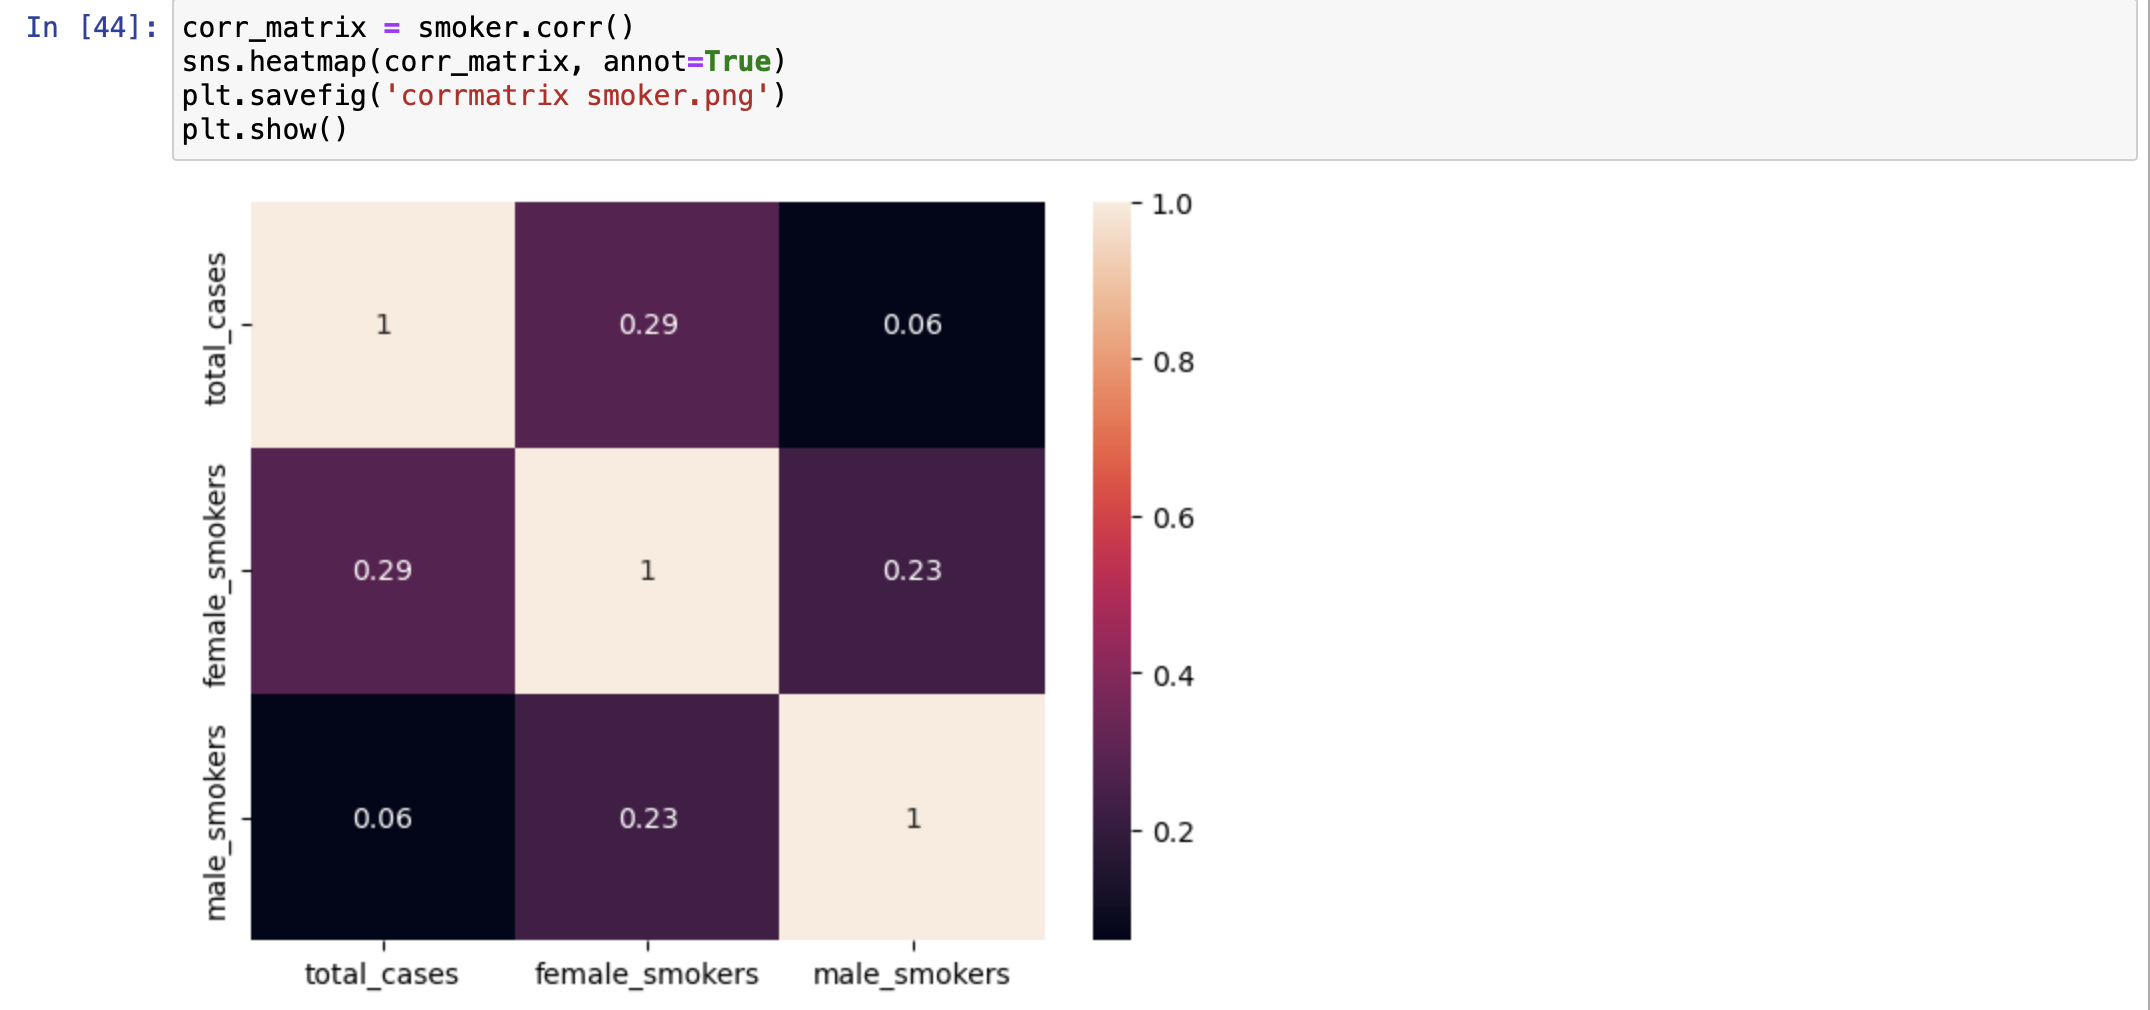 In [44]: corr_matrix = smoker.corr()
sns.heatmap(corr_matrix, annot=True)
plt.savefig('corrmatrix smoker.png')
plt.show()
1.0
0.8
0.6
0.4
0.2
total_cases
1 0.29 0.06
female_smokers
0.29 1 0.23
male_smokers
0.06 0.23 1
total_cases female_smokers male_smokers